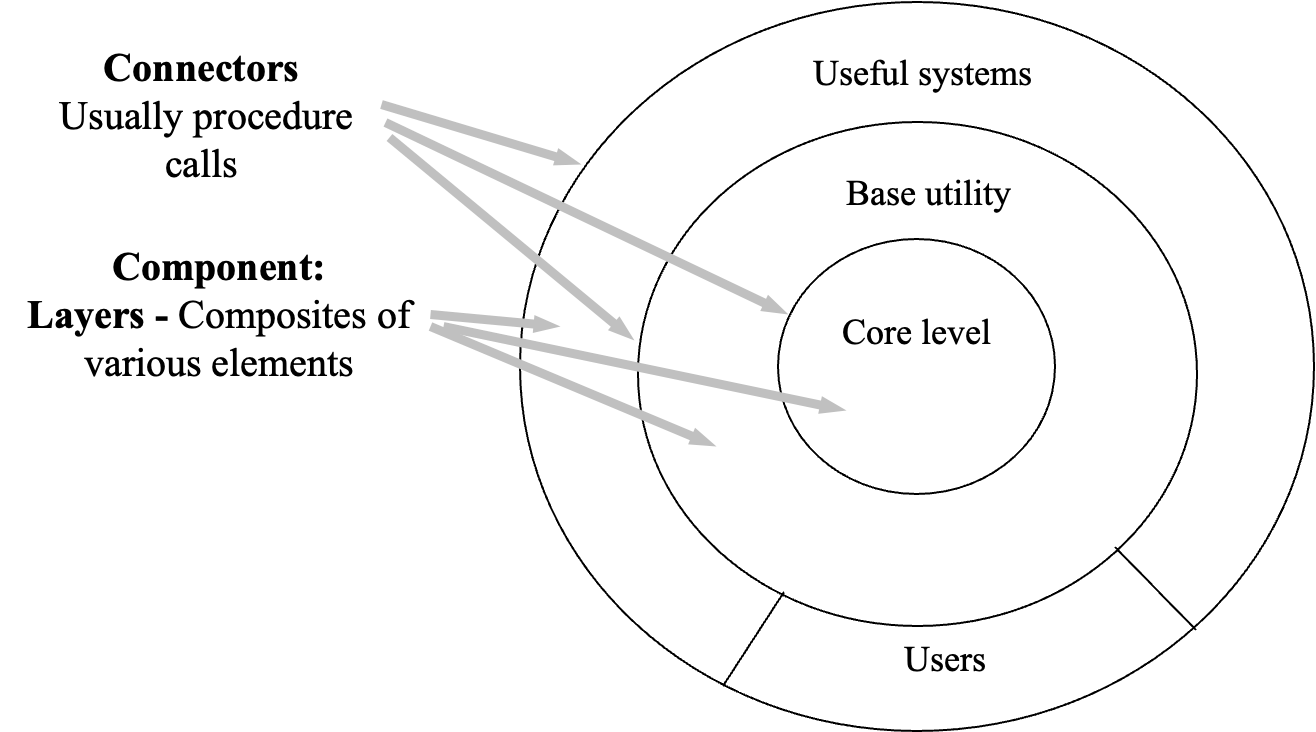 Connectors
Usually procedure
calls
Component:
Layers - Composites of
various elements
Useful systems
Base utility
Core level
Users